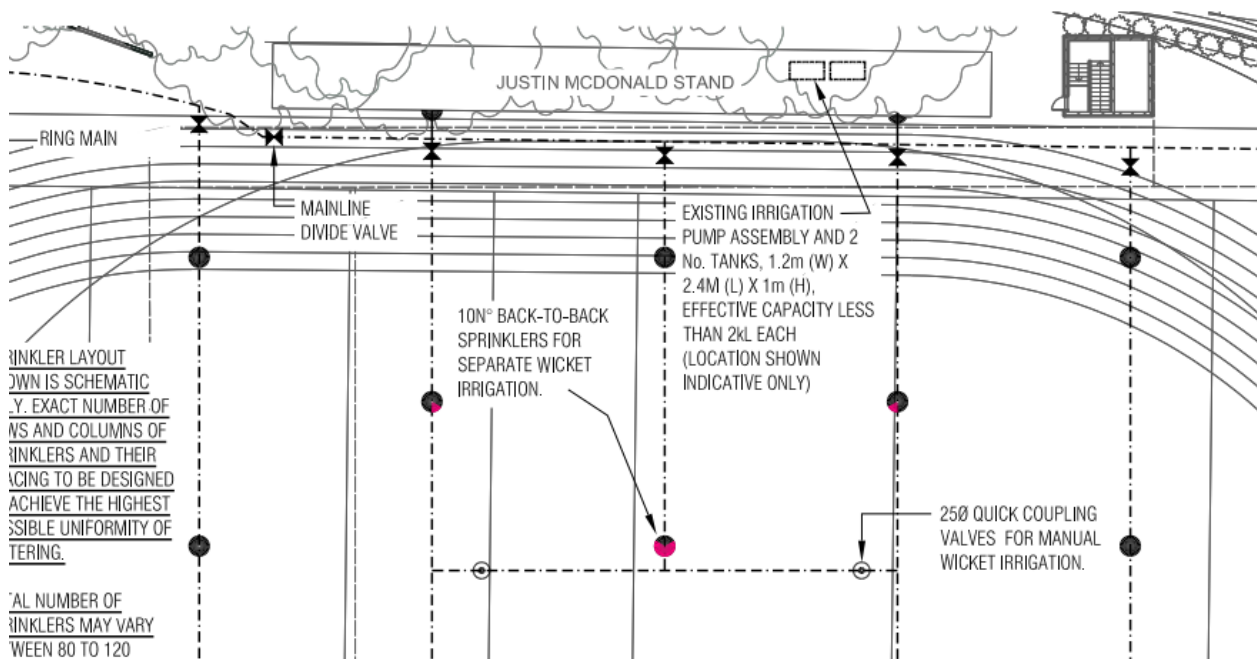 JUSTIN MCDONALD STAND
RING MAIN
MAINLINE
DIVIDE VALVE
EXISTING IRRIGATION
PUMP ASSEMBLY AND 2
No. TANKS, 1.2m (W) X
2.4M (L) X 1m (H),
EFFECTIVE CAPACITY LESS
THAN 2kL EACH
(LOCATION SHOWN
INDICATIVE ONLY)
10N° BACK-TO-BACK
SPRINKLERS FOR
SEPARATE WICKET
IRRIGATION.
RINKLER LAYOUT
OWN IS SCHEMATIC
LY. EXACT NUMBER OF
WS AND COLUMNS OF
RINKLERS AND THEIR
ACING TO BE DESIGNED
ACHIEVE THE HIGHEST
SSIBLE UNIFORMITY OF
TERING.
TAL NUMBER OF
RINKLERS MAY VARY
TWEEN 80 TO 120
25Ø QUICK COUPLING
VALVES FOR MANUAL
WICKET IRRIGATION.